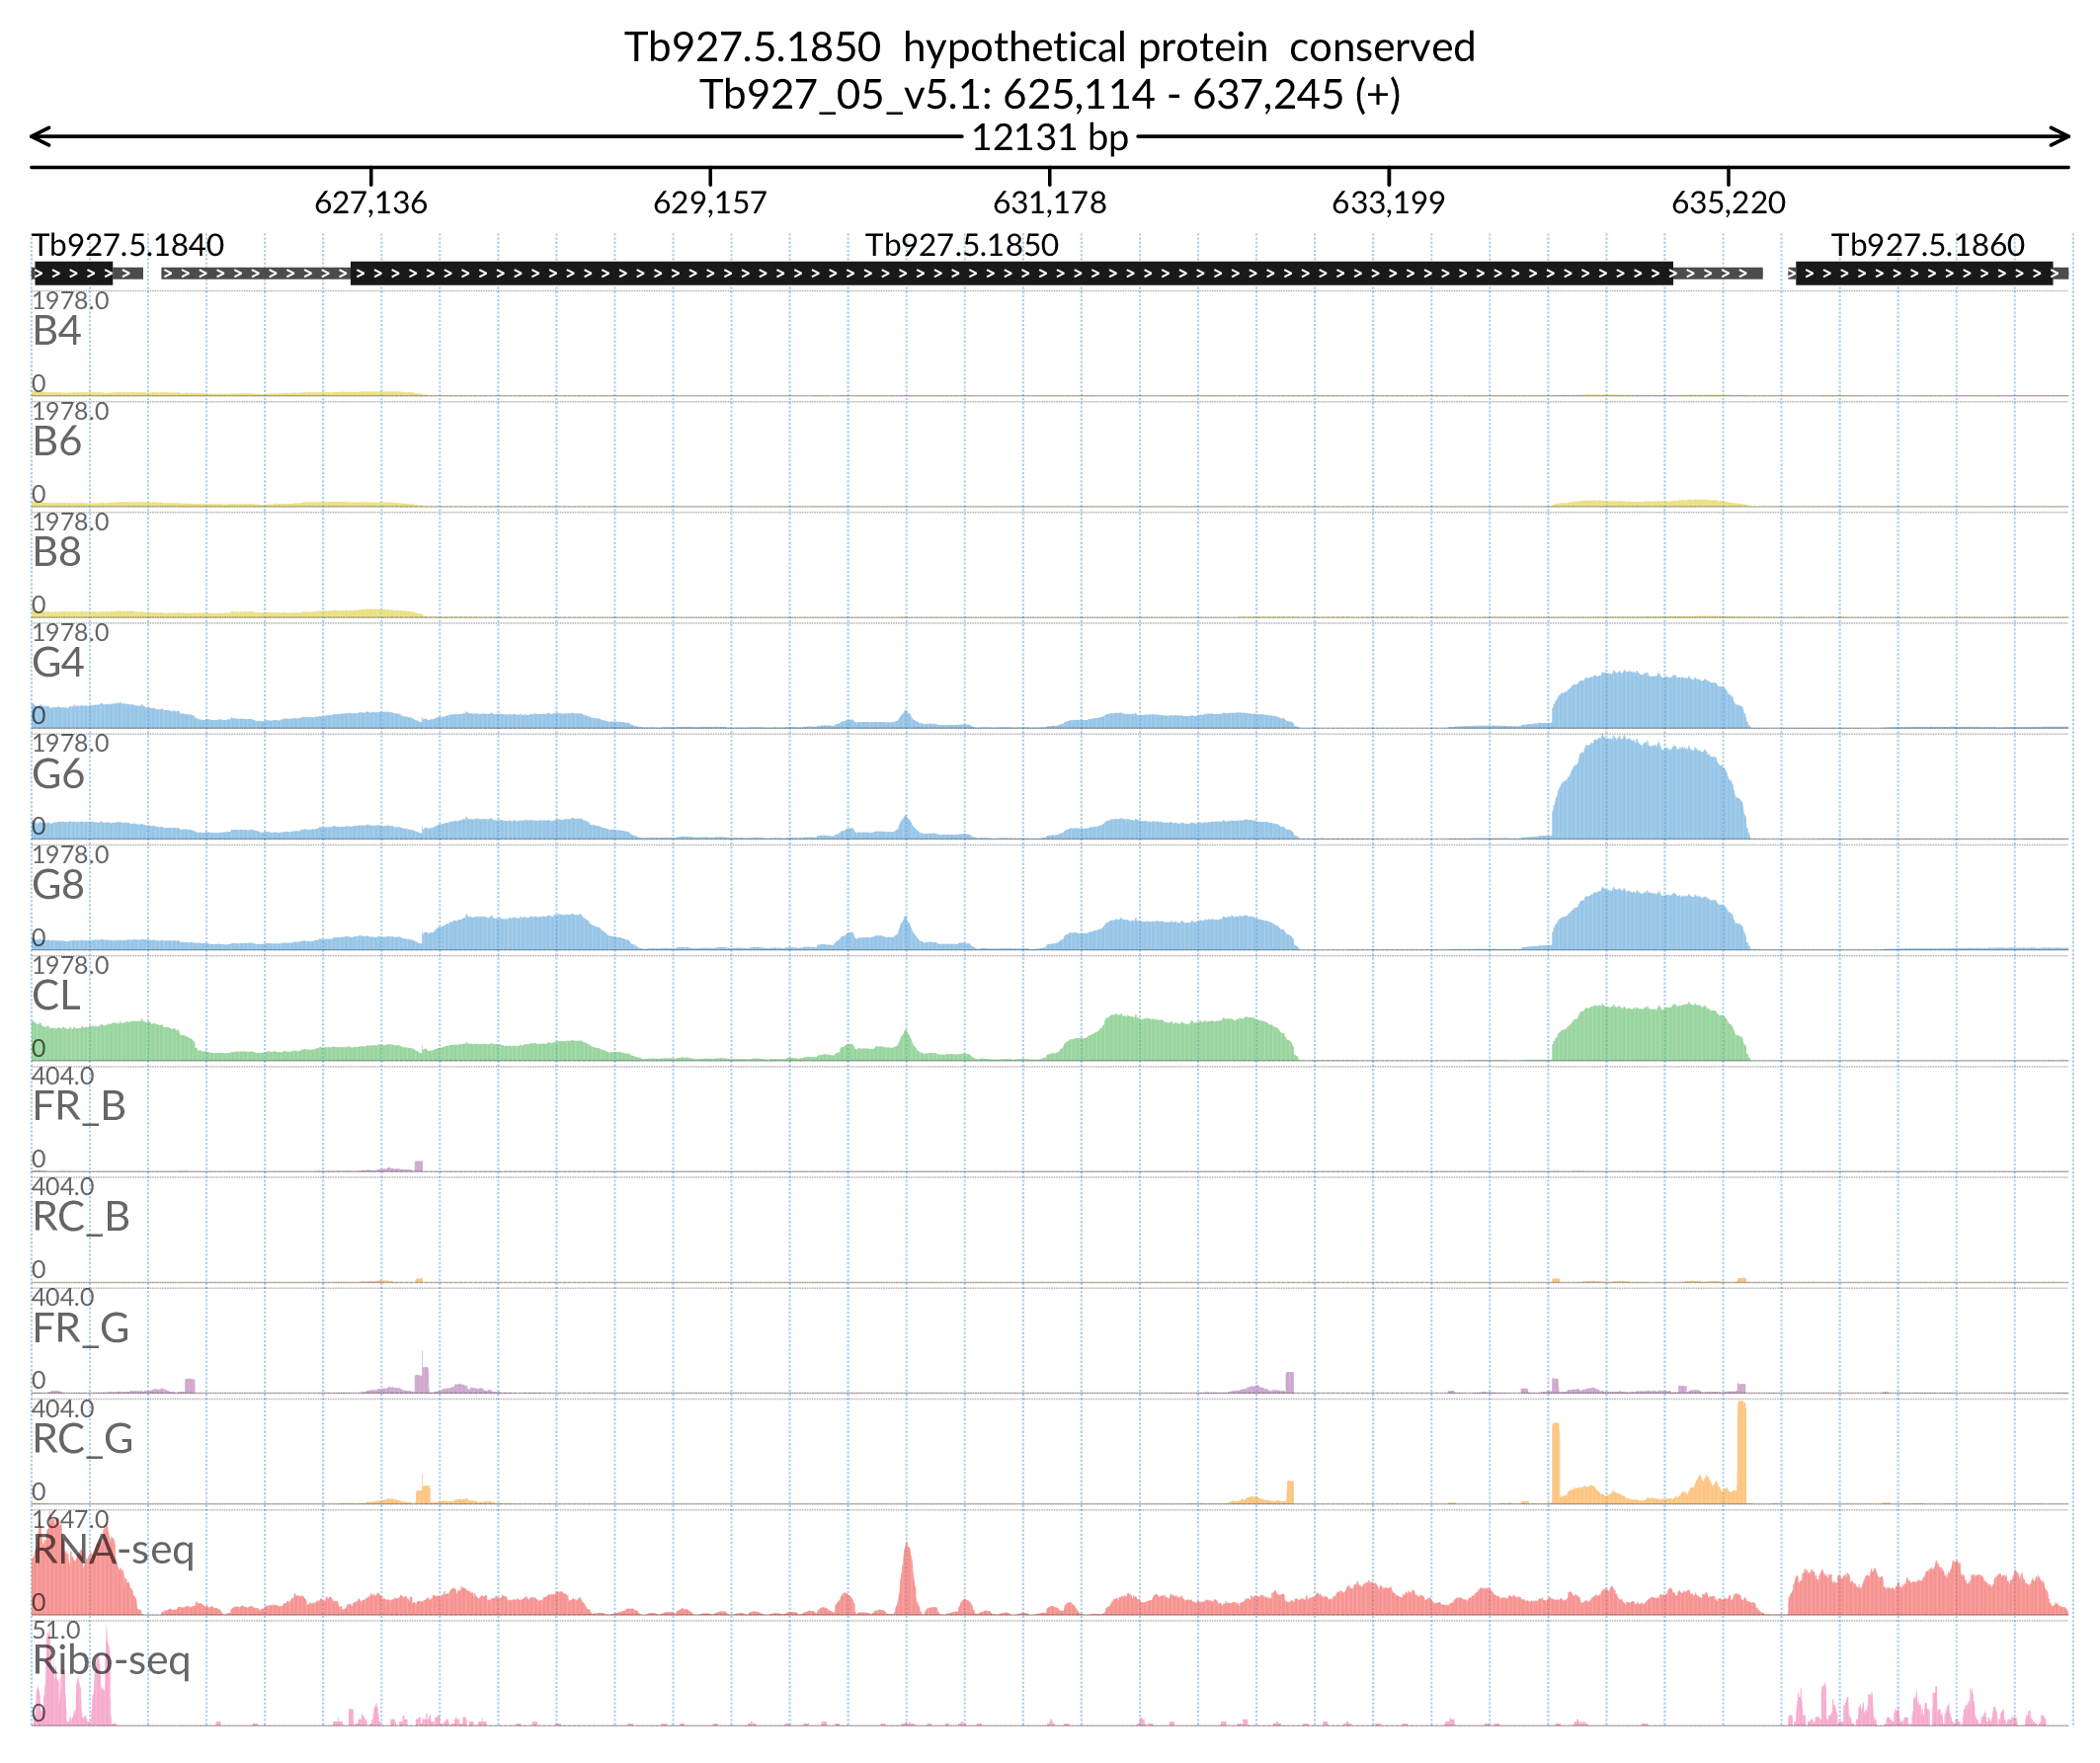 Tb927.5.1850  hypothetical protein  conserved
Tb927_05_v5.1: 625,114 - 637,245 (+)
12131 bp
627,136 629,157 631,178 633,199 635,220
Tb927.5.1840 Tb927.5.1850 Tb927.5.1860
1978.0
B4
0
1978.0
B6
0
1978.0
B8
0
1978.0
G4
0
1978.0
G6
0
1978.0
G8
0
1978.0
CL
0
404.0
FR_B
0
404.0
RC_B
0
404.0
FR_G
0
404.0
RC_G
0
1647.0
RNA-seq
0
51.0
Ribo-seq
0